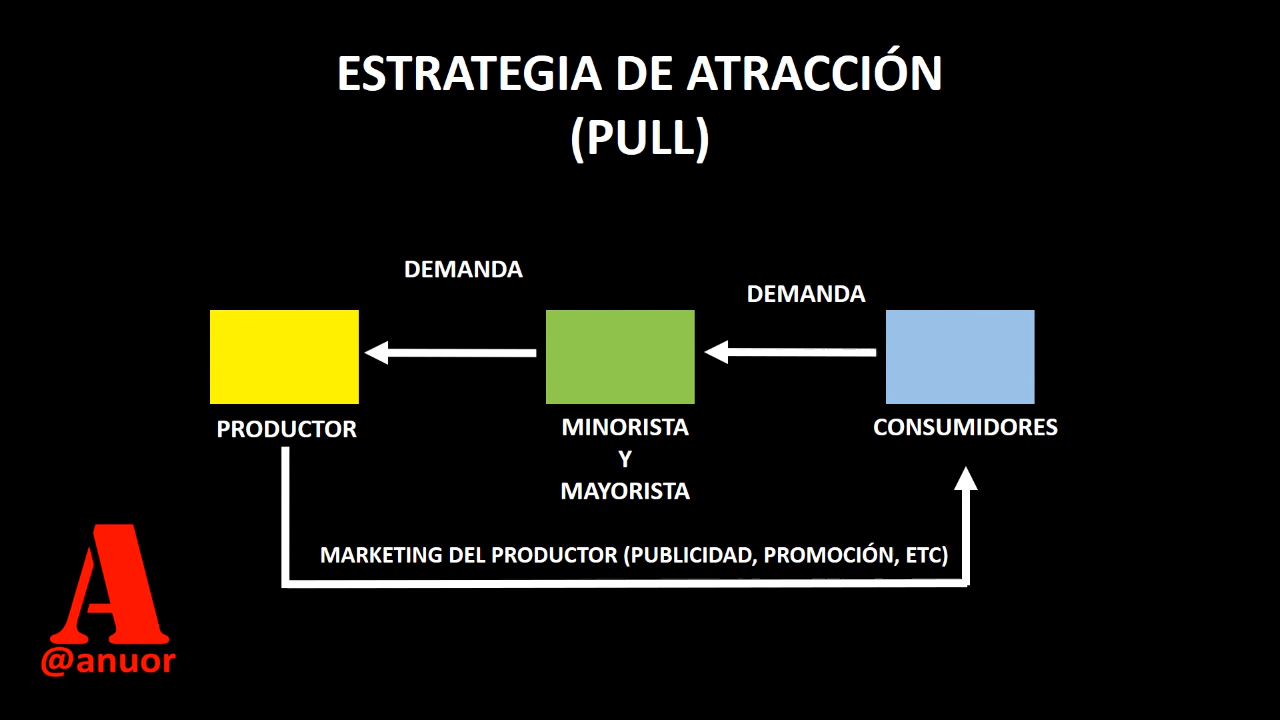 ESTRATEGIA DE ATRACCIÓN
(PULL)
DEMANDA
DEMANDA
PRODUCTOR
MINORISTA
Y
MAYORISTA
CONSUMIDORES
MARKETING DEL PRODUCTOR (PUBLICIDAD, PROMOCIÓN, ETC)
A
@anuor